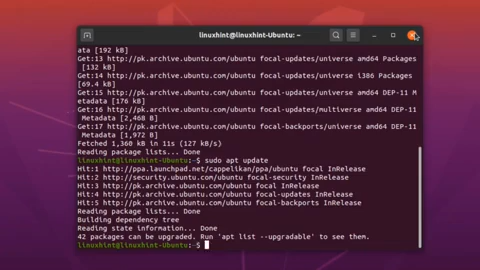 linuxhint@linuxhint-Ubuntu: ~
ata [192 kB]
Get:13 http://pk.archive.ubuntu.com/ubuntu focal-updates/universe amd64 Packages
[132 kB]
Get:14 http://pk.archive.ubuntu.com/ubuntu focal-updates/universe i386 Packages
[69.4 kB]
Get:15 http://pk.archive.ubuntu.com/ubuntu focal-updates/universe amd64 DEP-11 M
etadata [176 kB]
Get:16 http://pk.archive.ubuntu.com/ubuntu focal-updates/multiverse amd64 DEP-11
Metadata [2,468 B]
Get:17 http://pk.archive.ubuntu.com/ubuntu focal-backports/universe amd64 DEP-11
Metadata [1,972 B]
Fetched 1,360 kB in 11s (127 kB/s)
Reading package lists... Done
linuxhint@linuxhint-Ubuntu:~$ sudo apt update
Hit:1 http://ppa.launchpad.net/cappelikan/ppa/ubuntu focal InRelease
Hit:2 http://security.ubuntu.com/ubuntu focal-security InRelease
Hit:3 http://pk.archive.ubuntu.com/ubuntu focal InRelease
Hit:4 http://pk.archive.ubuntu.com/ubuntu focal-updates InRelease
Hit:5 http://pk.archive.ubuntu.com/ubuntu focal-backports InRelease
Reading package lists... Done
Building dependency tree
Reading state information... Done
42 packages can be upgraded. Run 'apt list --upgradable' to see them.
linuxhint@linuxhint-Ubuntu:~$